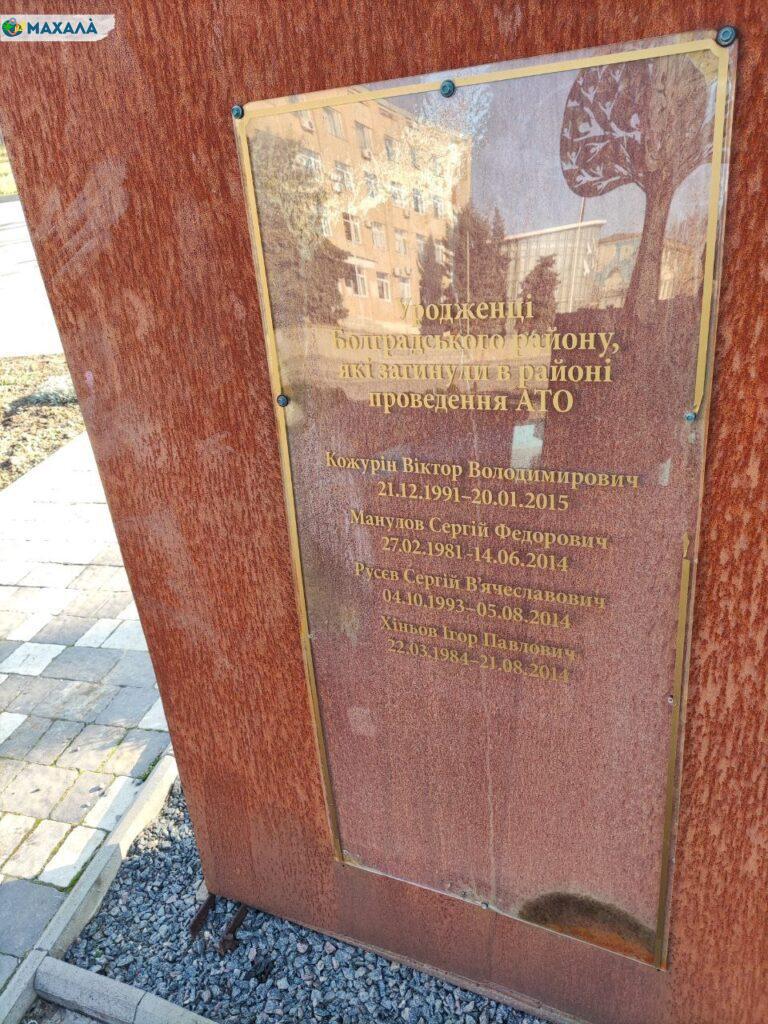 МАХАЛÀ
Уродженці
Болградського району,
які загинули в районі
проведення АТО
Кожурін Віктор Володимирович
21.12.1991–20.01.2015
Манулов Сергій Федорович
27.02.1981-14.06.2014
Русєв Сергій В'ячеславович
04.10.1993–05.08.2014
Хіньов Ігор Павлович
22.03.1984–21.08.2014